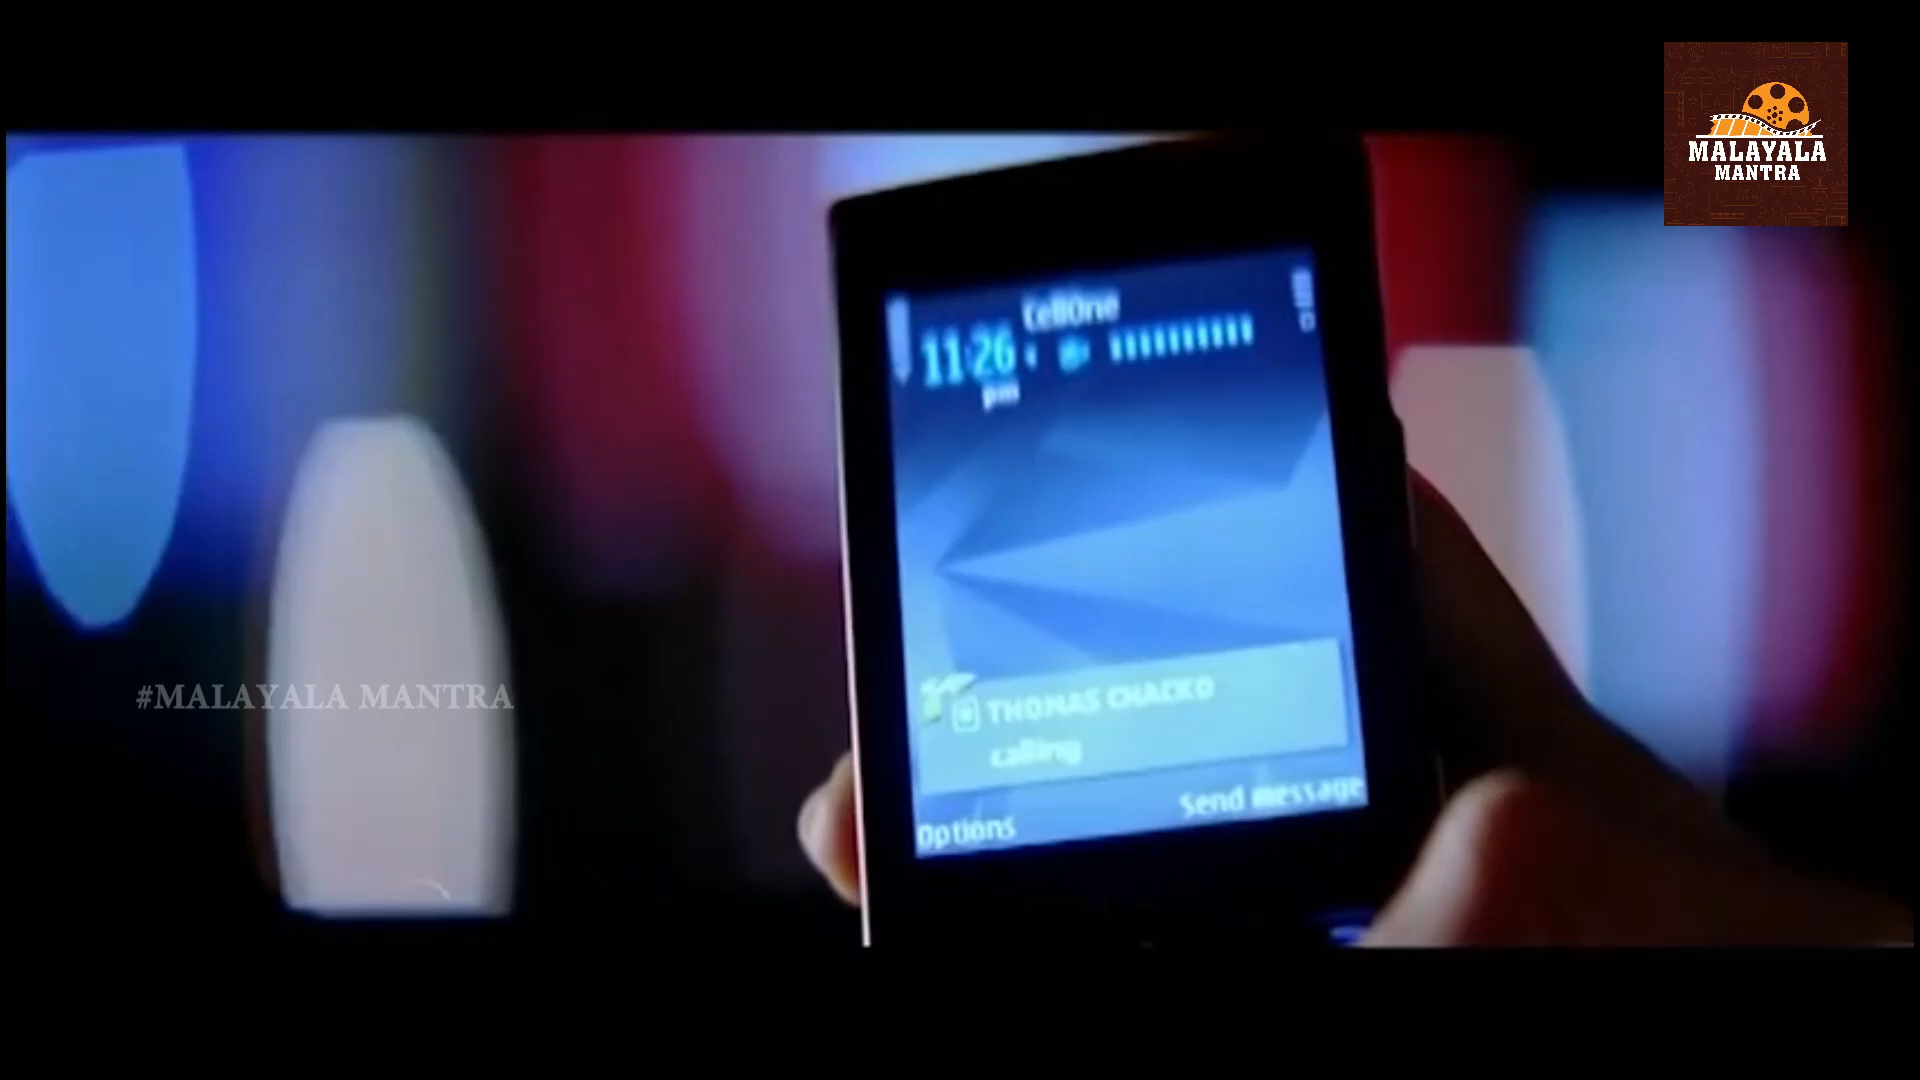 MALAYALA
MANTRA
CellOne
11:26
pm
#MALAYALA MANTRA
THOMAS CHACKO
calling
Send message
Options